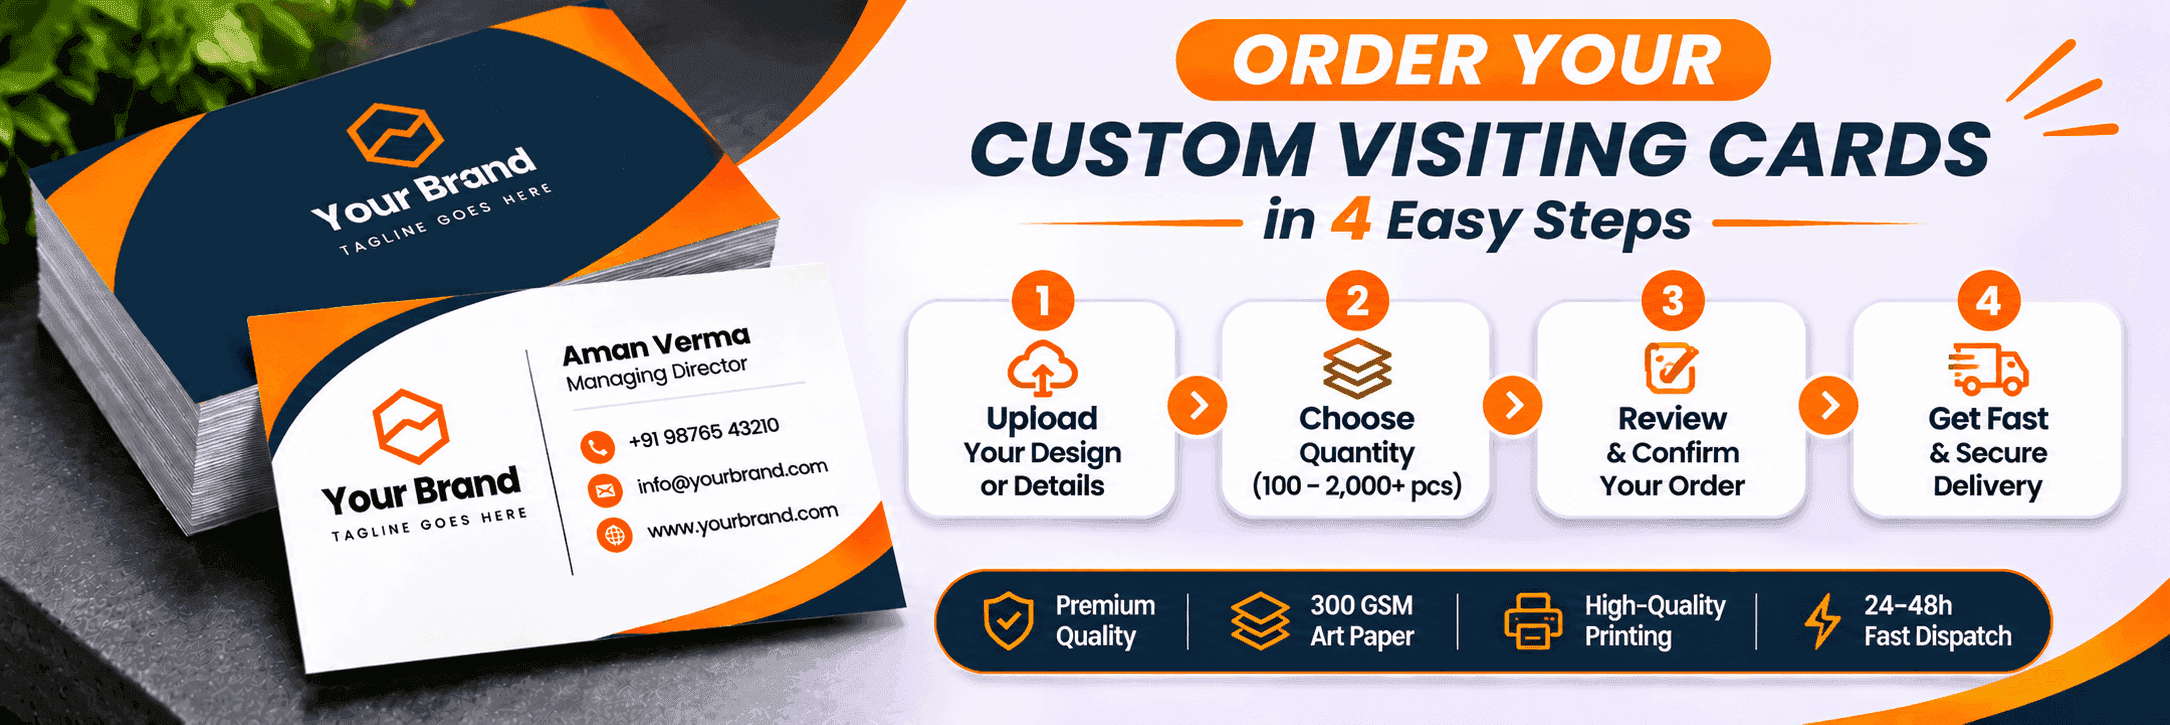 Your Brand
TAGLINE GOES HERE
Your Brand
TAGLINE GOES HERE
Aman Verma
Managing Director
+91 98765 43210
info@yourbrand.com
www.yourbrand.com
ORDER YOUR
CUSTOM VISITING CARDS
in 4 Easy Steps
1
Upload
Your Design
or Details
2
Choose
Quantity
(100 – 2,000+ pcs)
3
Review
& Confirm
Your Order
4
Get Fast
& Secure
Delivery
Premium
Quality
300 GSM
Art Paper
High-Quality
Printing
24–48h
Fast Dispatch